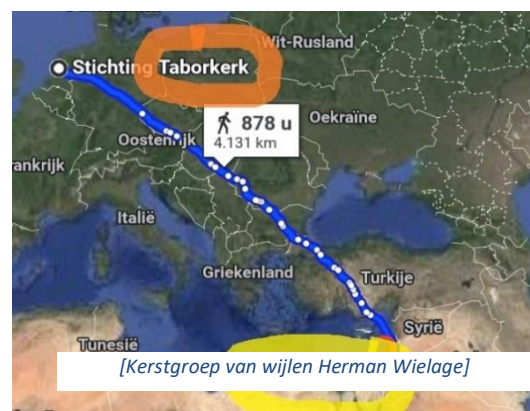 Wit-Rusland
Stichting Taborkerk
878 u
4.131 km
Oekraïne
Oostenrijk
ankrijk
Italië
Griekenland
Turkije
Syrië
Tunesië
[Kerstgroep van wijlen Herman Wielage]